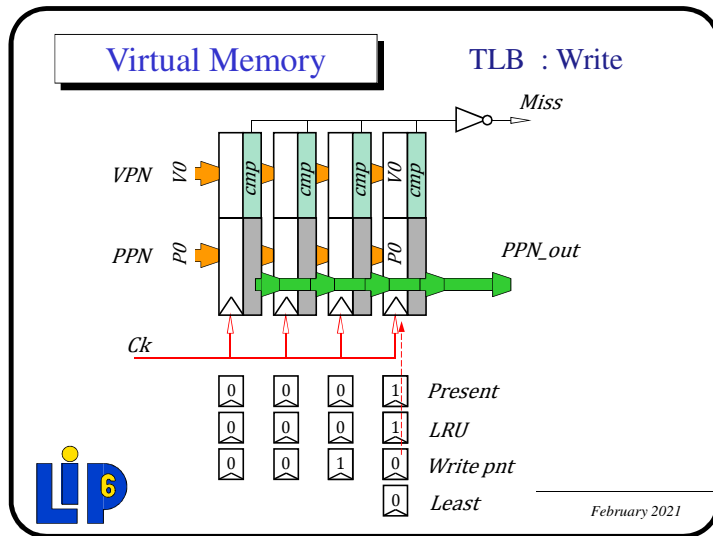 Virtual Memory
TLB : Write
Miss
VPN V0 cmp cmp cmp V0 cmp
PPN P0 P0 PPN_out
Ck
0 0 0 1 Present
0 0 0 1 LRU
0 0 1 0 Write pnt
0 Least
LIP6
February 2021